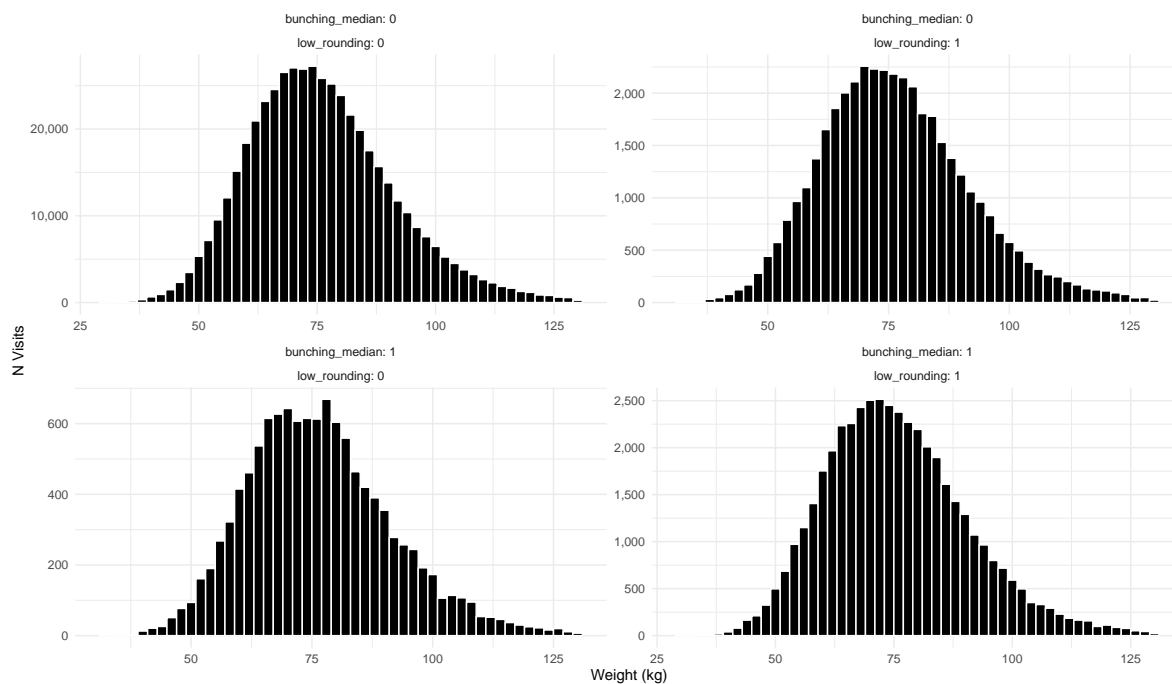 bunching_median: 0
low_rounding: 0
20,000
10,000
0
25 50 75 100 125
bunching_median: 0
low_rounding: 1
2,000
1,500
1,000
500
0
50 75 100 125
bunching_median: 1
low_rounding: 0
600
400
200
0
50 75 100 125
bunching_median: 1
low_rounding: 1
2,500
2,000
1,500
1,000
500
0
25 50 75 100 125
N Visits
Weight (kg)